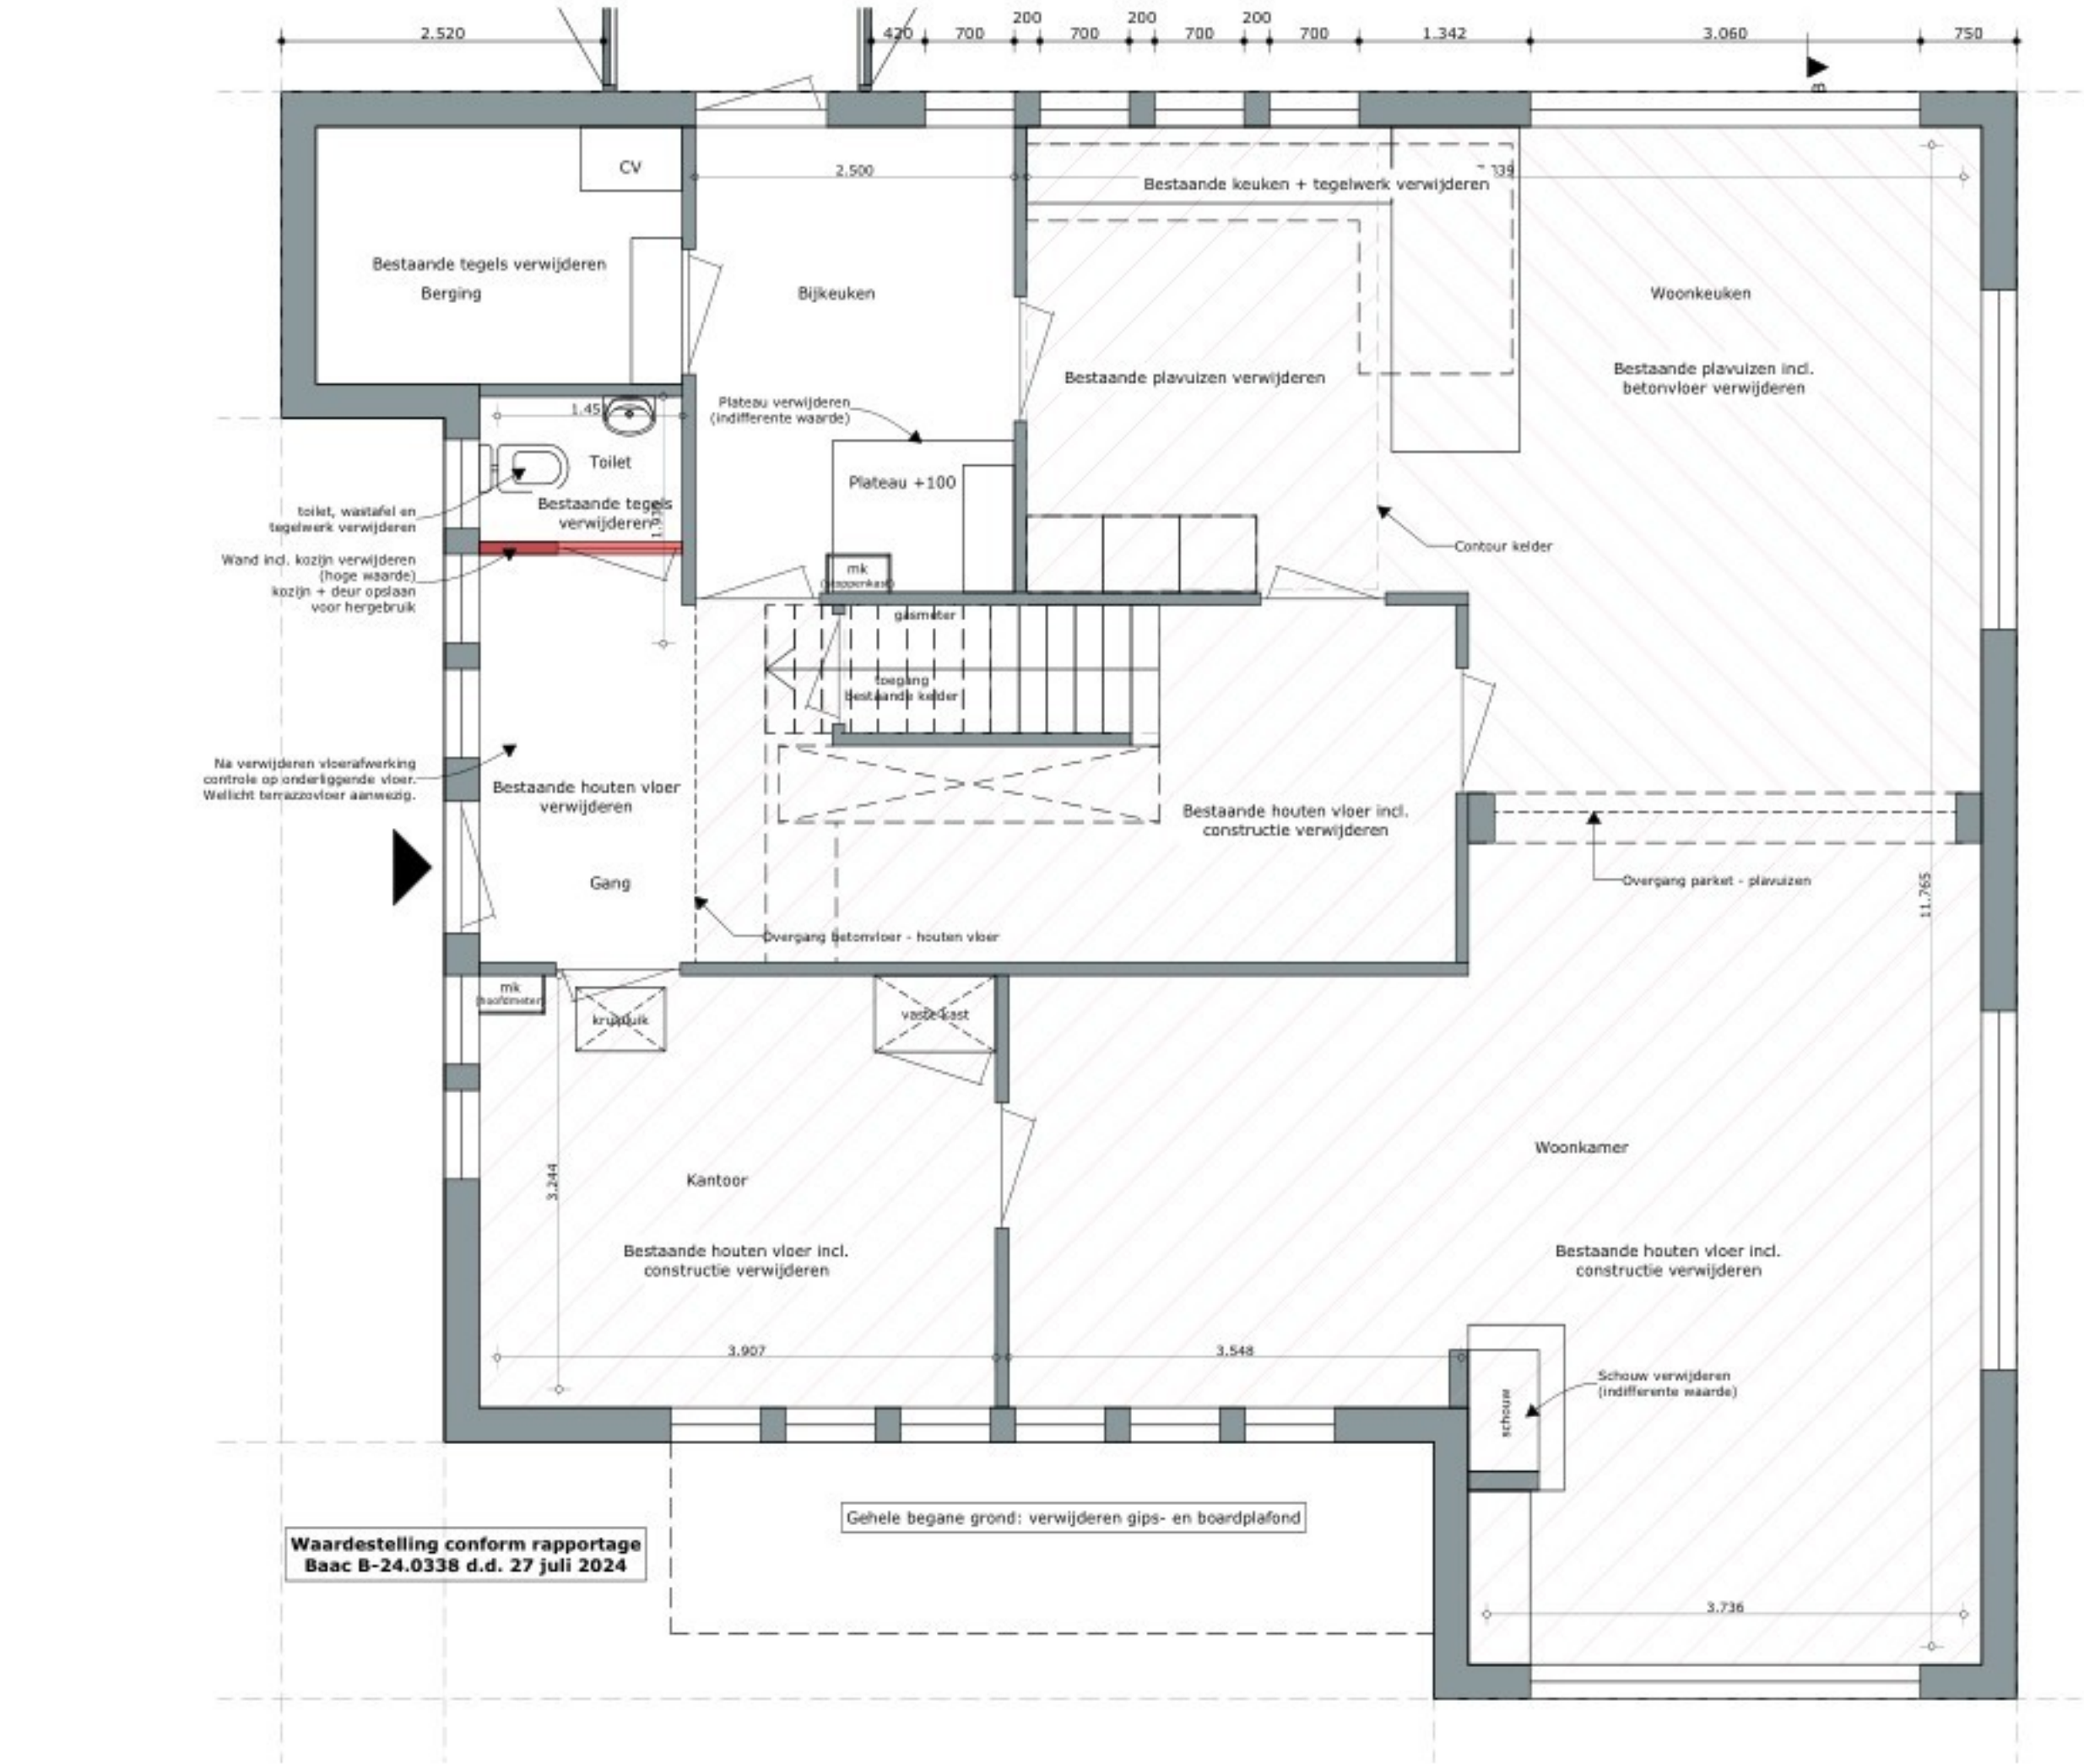 200
200
200
2.520
420
700
700
700
700
1.342
3.060
750
B
CV
2.500
Bestaande keuken + tegelwerk verwijderen
Bestaande tegels verwijderen
Berging
Bijkeuken
Woonkeuken
Bestaande plavuizen verwijderen
Bestaande plavuizen incl.
betonvloer verwijderen
Plateau verwijderen
(indifferente waarde)
Toilet
Plateau +100
Bestaande tegels
verwijderen
toilet, wastafel en
tegelwerk verwijderen
Wand incl. kozijn verwijderen
(hoge waarde)
kozijn + deur opslaan
voor hergebruik
Contour kelder
mk
(stoppenkast)
gasmeter
toegang
bestaande kelder
Na verwijderen vloerafwerking
controle op onderliggende vloer.
Wellicht terrazzovloer aanwezig.
Bestaande houten vloer
verwijderen
Bestaande houten vloer incl.
constructie verwijderen
Gang
Overgang parket - plavuizen
11.765
Overgang betonvloer - houten vloer
mk
(hoofdmeter)
kruipluik
vaste kast
Woonkamer
3.244
Kantoor
Bestaande houten vloer incl.
constructie verwijderen
Bestaande houten vloer incl.
constructie verwijderen
3.907
3.548
Schouw verwijderen
(indifferente waarde)
schouw
Gehele begane grond: verwijderen gips- en boardplafond
Waardestelling conform rapportage
Baac B-24.0338 d.d. 27 juli 2024
3.736